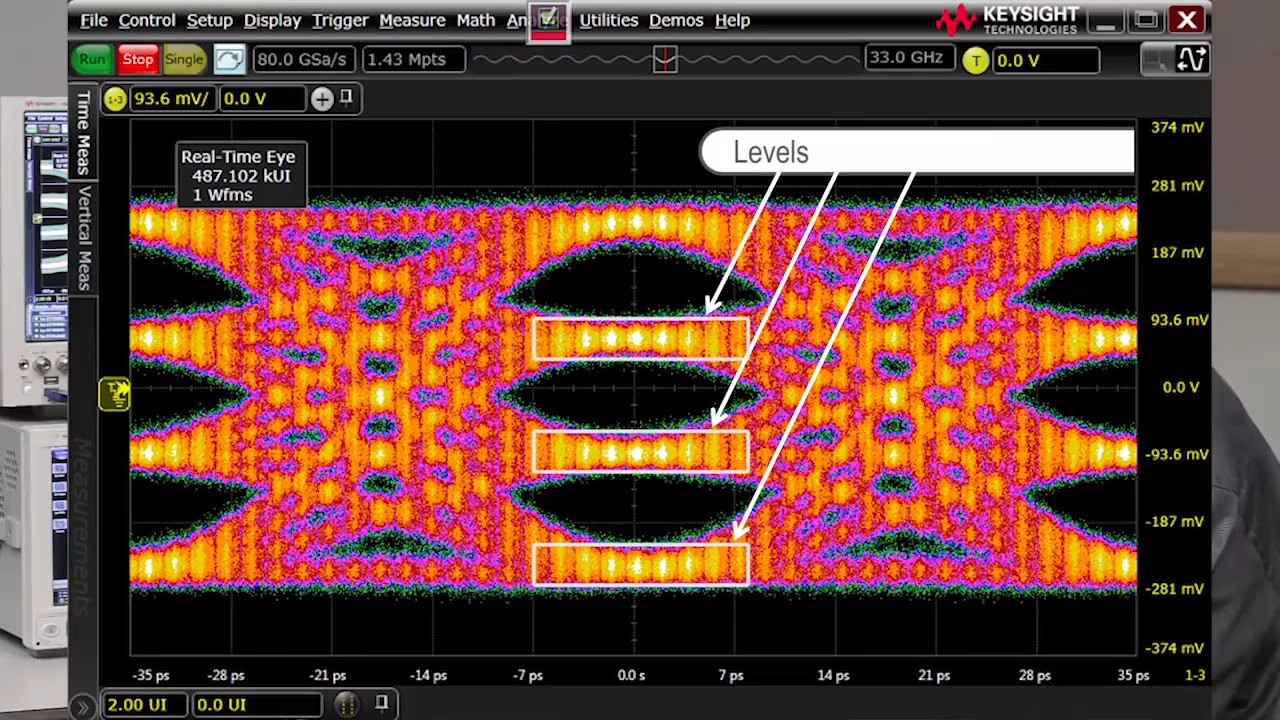 File Control Setup Display Trigger Measure Math Utilities Demos Help
KEYSIGHT
TECHNOLOGIES
Run Stop Single 80.0 GSa/s 1.43 Mpts 33.0 GHz T 0.0 V
1-3 93.6 mV/ 0.0 V
Time Meas
Vertical Meas
Measurements
Real-Time Eye
487.102 kUI
1 Wfms
Levels
374 mV
281 mV
187 mV
93.6 mV
0.0 V
-93.6 mV
-187 mV
-281 mV
-374 mV
-35 ps -28 ps -21 ps -14 ps -7 ps 0.0 s 7 ps 14 ps 21 ps 28 ps 35 ps 1-3
2.00 UI 0.0 UI